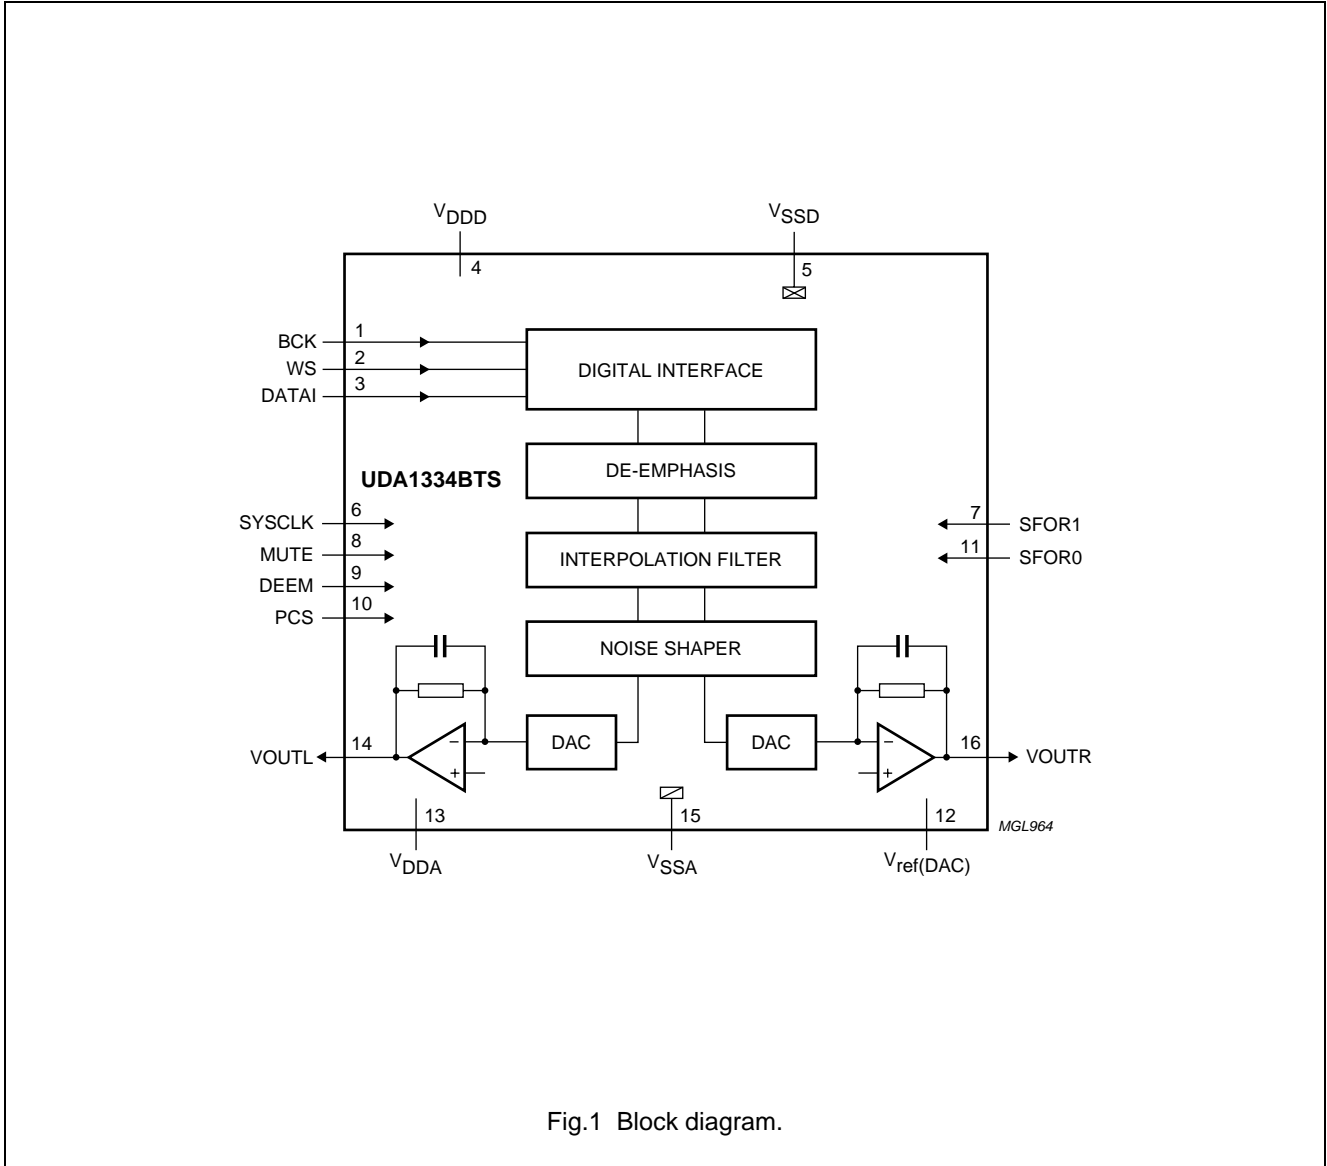 VDDD
VSSD
4
5
BCK 1
WS 2
DATAI 3
DIGITAL INTERFACE
DE-EMPHASIS
UDA1334BTS
SYSCLK 6
MUTE 8
DEEM 9
PCS 10
7 SFOR1
11 SFOR0
INTERPOLATION FILTER
NOISE SHAPER
VOUTL 14
−
+
DAC
DAC
−
+
16 VOUTR
13
15
12
MGL964
VDDA
VSSA
Vref(DAC)
Fig.1 Block diagram.